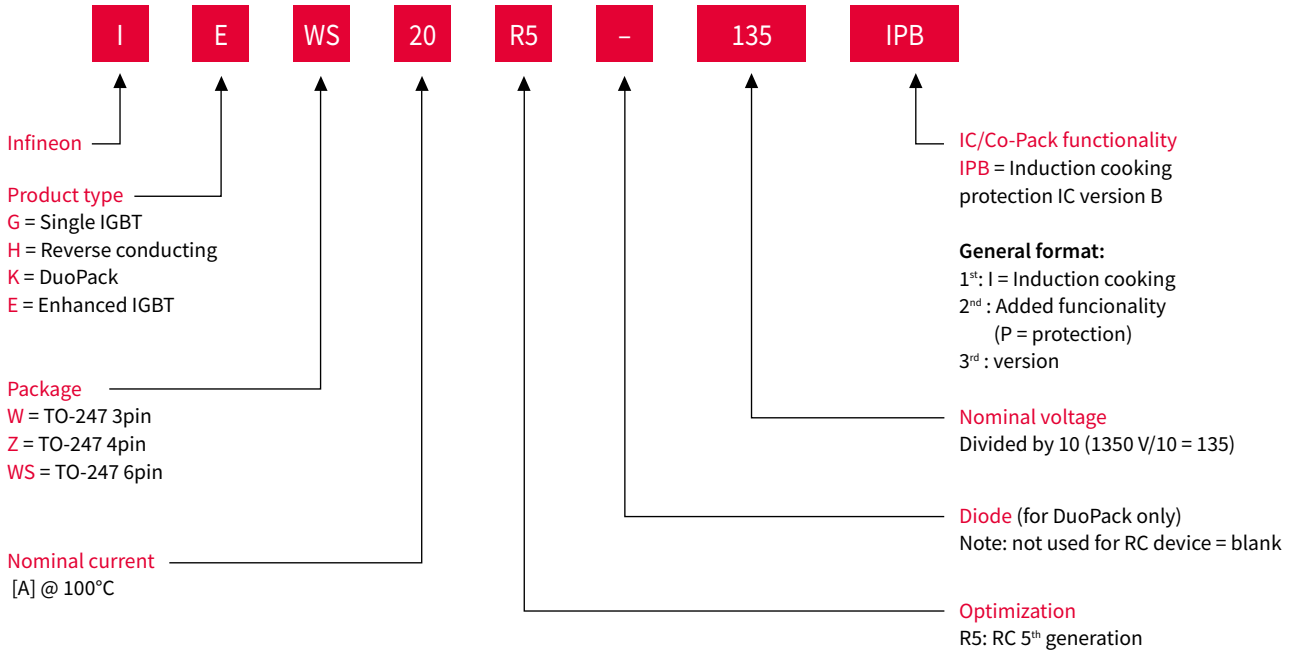 I E WS 20 R5 – 135 IPB
Infineon
Product type
G = Single IGBT
H = Reverse conducting
K = DuoPack
E = Enhanced IGBT
Package
W = TO-247 3pin
Z = TO-247 4pin
WS = TO-247 6pin
Nominal current
[A] @ 100°C
IC/Co-Pack functionality
IPB = Induction cooking
protection IC version B
General format:
1st: I = Induction cooking
2nd : Added funcionality
(P = protection)
3rd : version
Nominal voltage
Divided by 10 (1350 V/10 = 135)
Diode (for DuoPack only)
Note: not used for RC device = blank
Optimization
R5: RC 5th generation